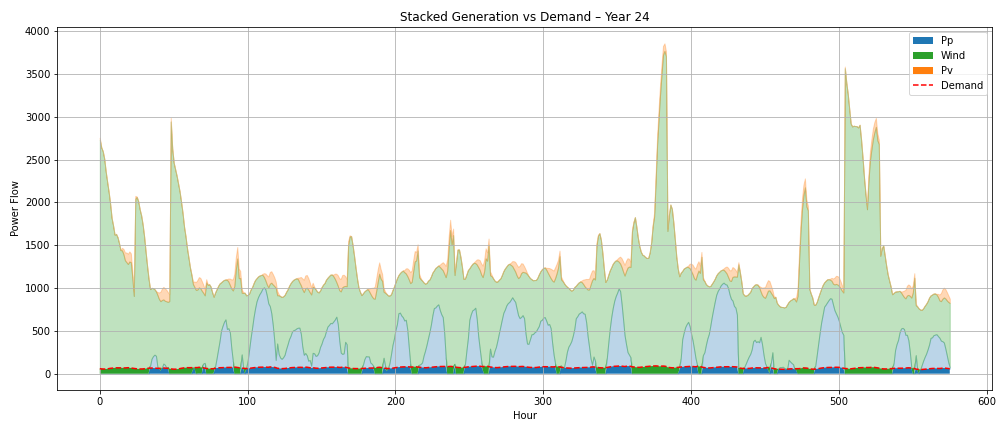 Stacked Generation vs Demand – Year 24
4000
3500
3000
2500
2000
1500
1000
500
0
Power Flow
0
100
200
300
400
500
600
Hour
Pp
Wind
Pv
Demand